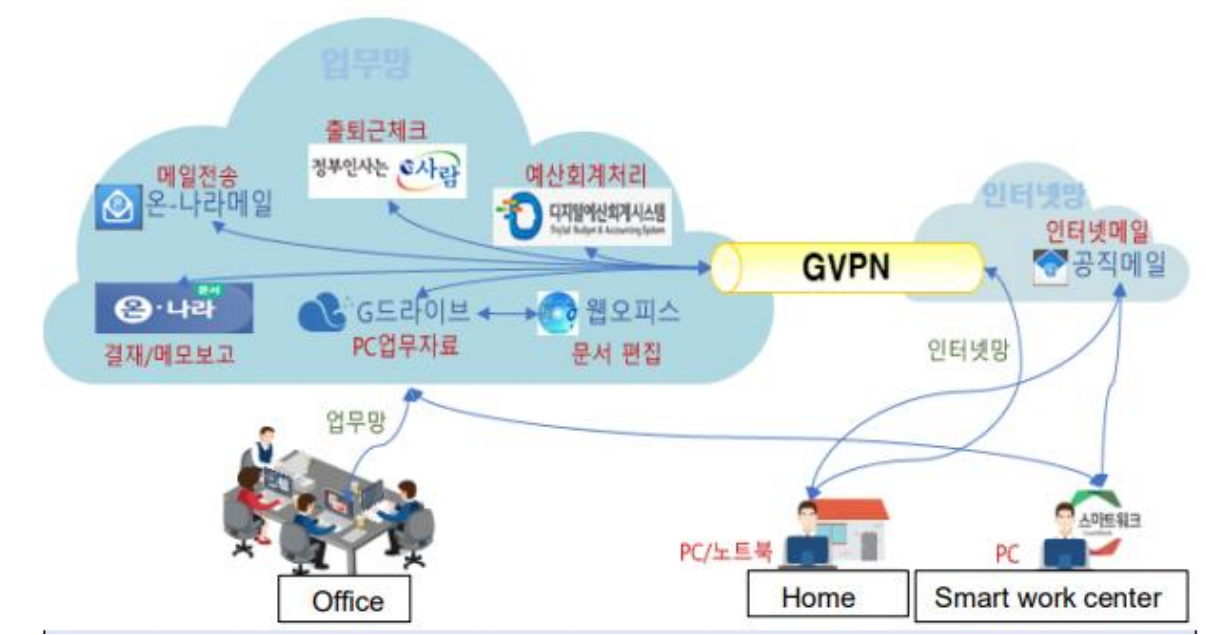 업무망
출퇴근체크
정부인사는 e사람
메일전송
온-나라메일
예산회계처리
디지털예산회계시스템
Digital Budget & Accounting System
인터넷망
인터넷메일
공직메일
GVPN
문서
온·나라
결재/메모보고
G드라이브
PC업무자료
웹오피스
문서 편집
인터넷망
업무망
스마트워크
PC/노트북
PC
Office
Home
Smart work center